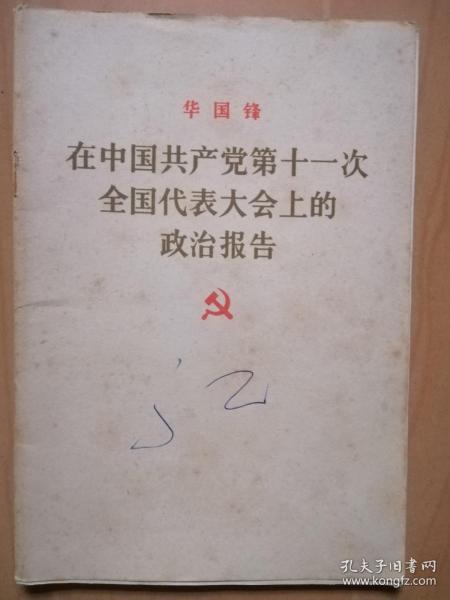 华国锋
在中国共产党第十一次
全国代表大会上的
政治报告
孔夫子旧书网
www.kongfz.com